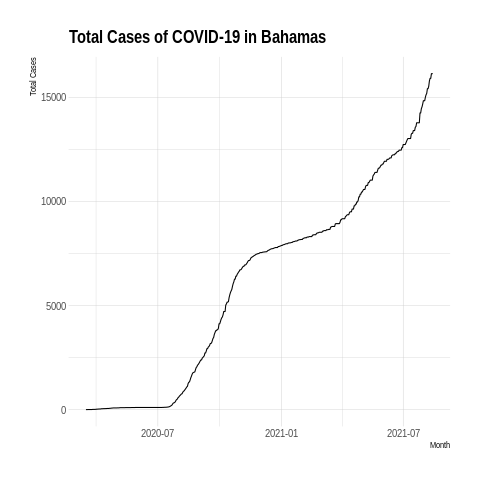 Total Cases of COVID-19 in Bahamas
Total Cases
15000
10000
5000
0
2020-07 2021-01 2021-07
Month